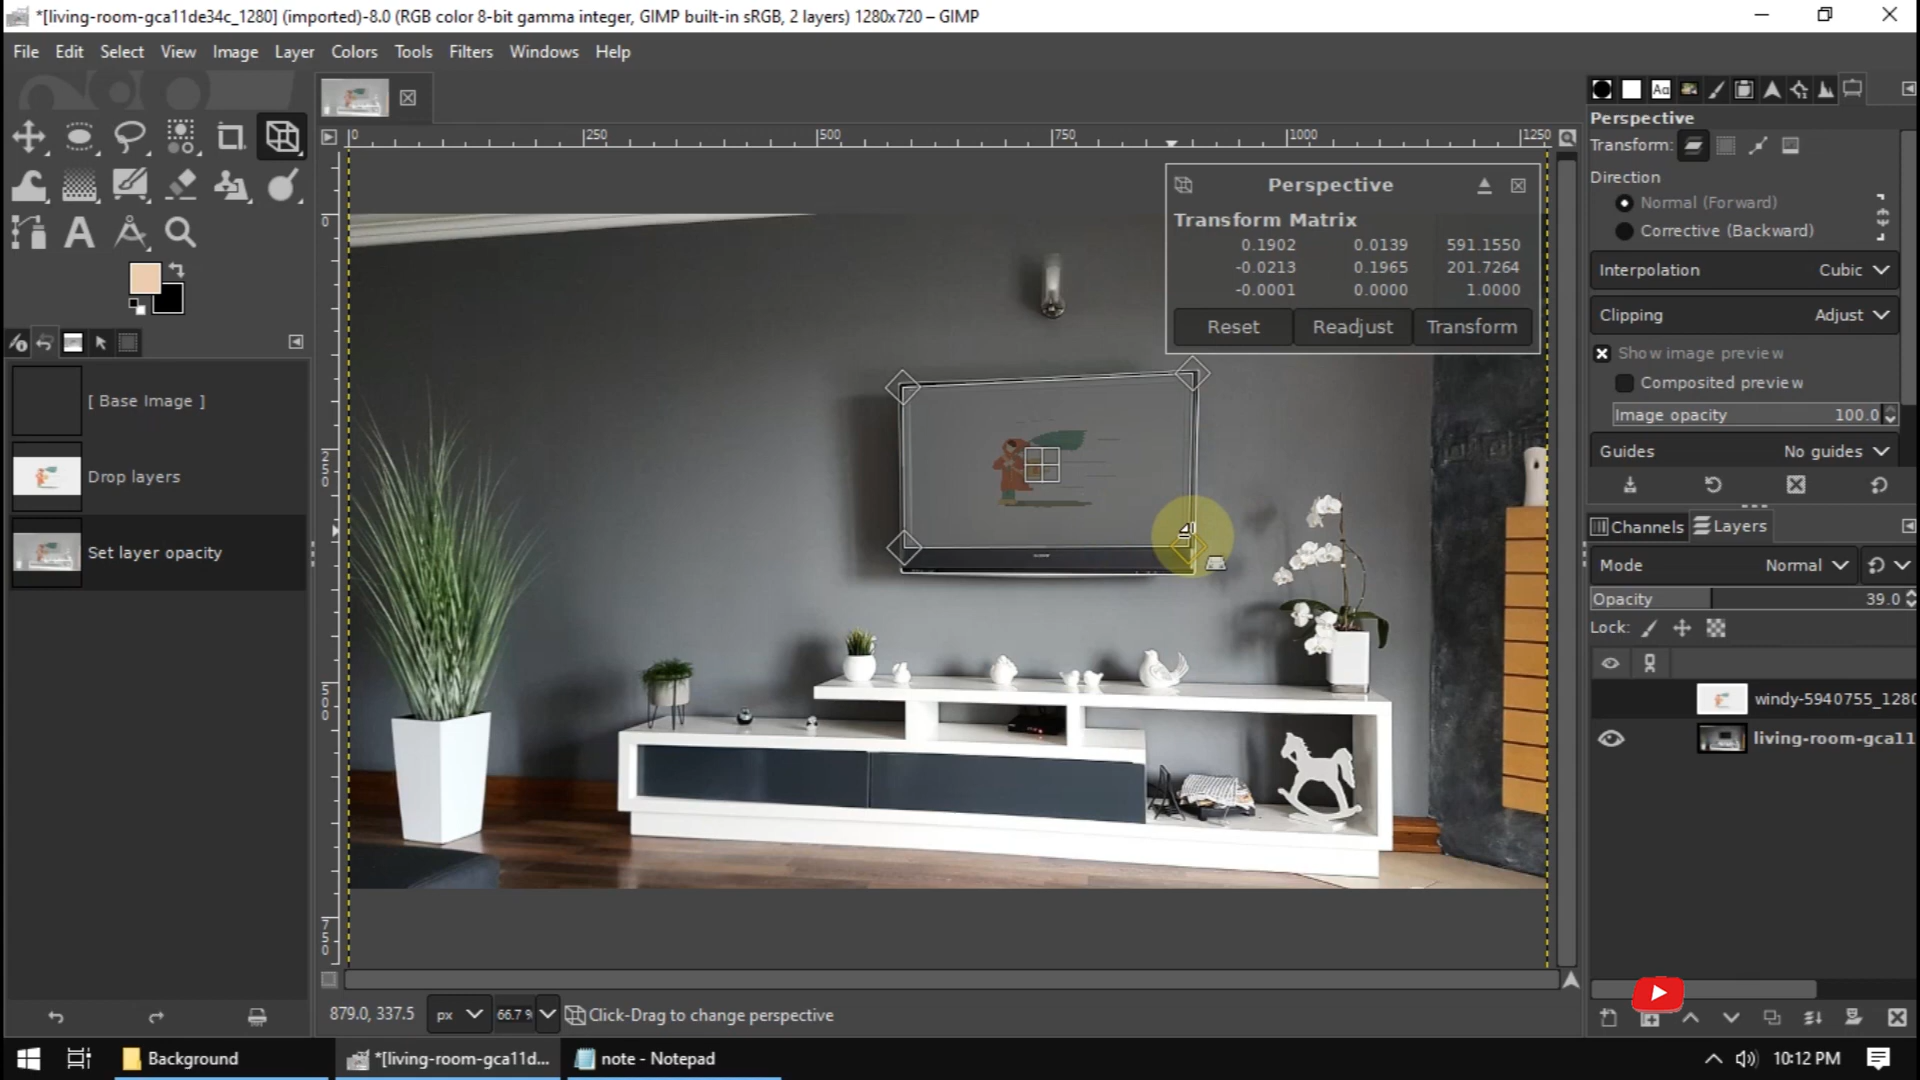 *[living-room-gca11de34c_1280] (imported)-8.0 (RGB color 8-bit gamma integer, GIMP built-in sRGB, 2 layers) 1280x720 – GIMP
File Edit Select View Image Layer Colors Tools Filters Windows Help
0 250 500 750 1000 1250
Perspective
Transform:
Direction
Normal (Forward)
Corrective (Backward)
Interpolation Cubic
Clipping Adjust
Show image preview
Composited preview
Image opacity 100.0
Guides No guides
Perspective
Transform Matrix
0.1902 0.0139 591.1550
-0.0213 0.1965 201.7264
-0.0001 0.0000 1.0000
Reset Readjust Transform
[ Base Image ]
Drop layers
Set layer opacity
0
250
500
750
Channels Layers
Mode Normal
Opacity 39.0
Lock:
windy-5940755_1280
living-room-gca11
879.0, 337.5 px 66.7 % Click-Drag to change perspective
Background *[living-room-gca11d... note - Notepad 10:12 PM